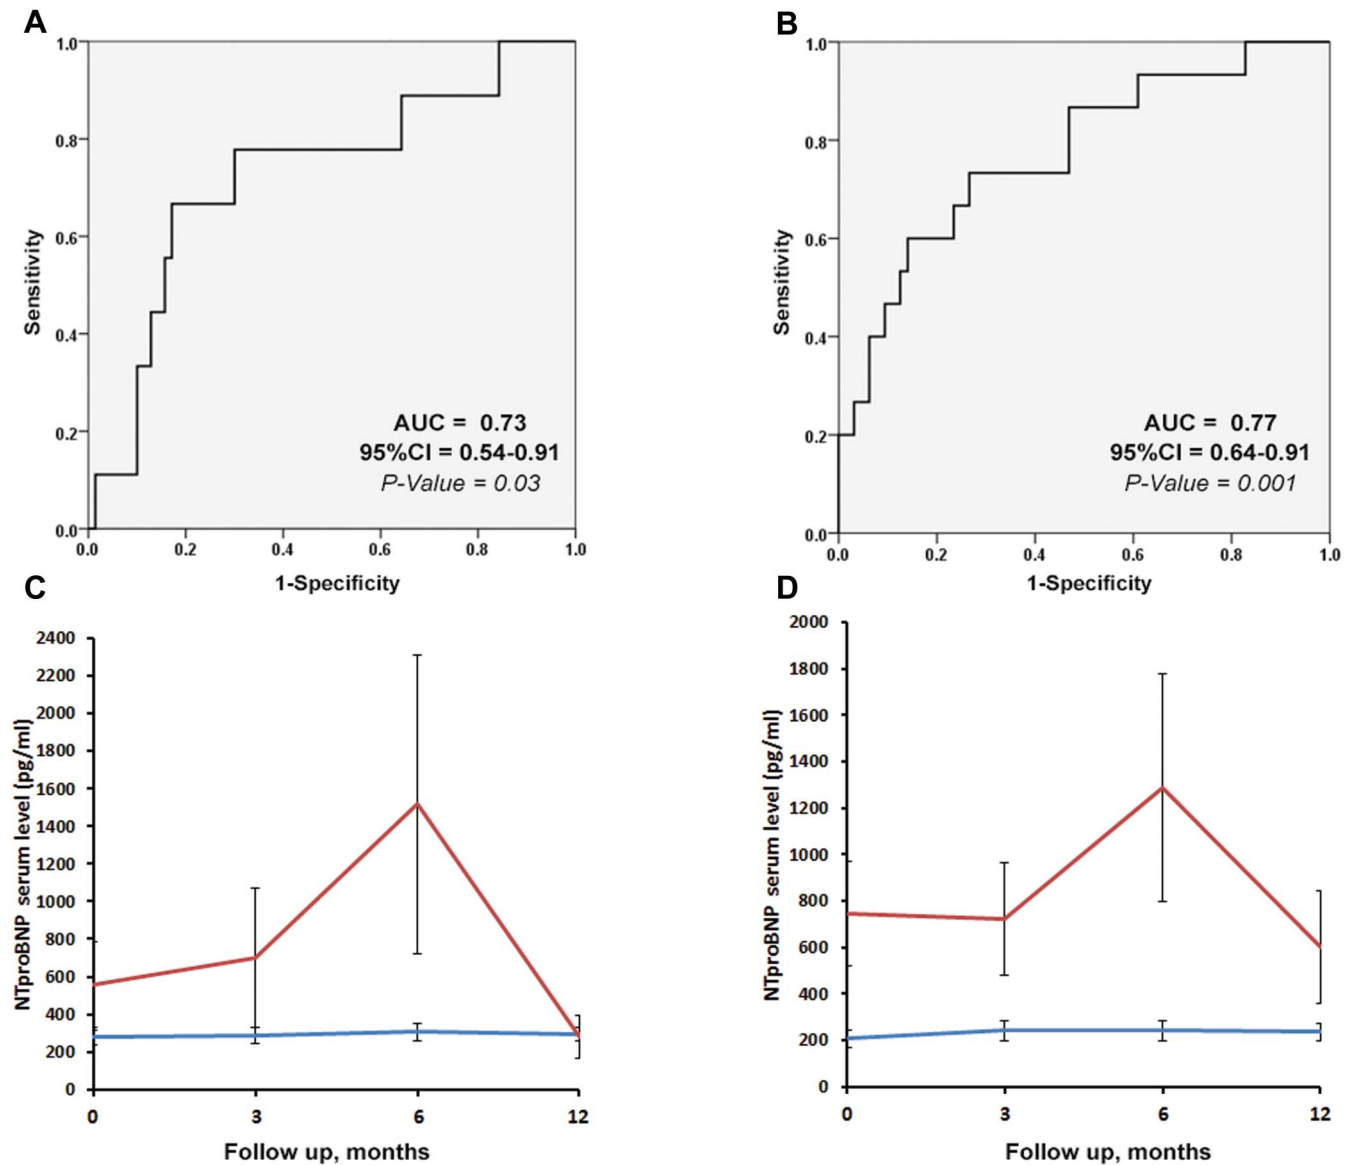 A
1.0
0.8
0.6
0.4
0.2
0.0
Sensitivity
AUC = 0.73
95%CI = 0.54-0.91
P-Value = 0.03
0.0 0.2 0.4 0.6 0.8 1.0
1-Specificity
B
1.0
0.8
0.6
0.4
0.2
0.0
Sensitivity
AUC = 0.77
95%CI = 0.64-0.91
P-Value = 0.001
0.0 0.2 0.4 0.6 0.8 1.0
1-Specificity
C
2400
2200
2000
1800
1600
1400
1200
1000
800
600
400
200
0
NTproBNP serum level (pg/ml)
0 3 6 12
Follow up, months
D
2000
1800
1600
1400
1200
1000
800
600
400
200
0
NTproBNP serum level (pg/ml)
0 3 6 12
Follow up, months